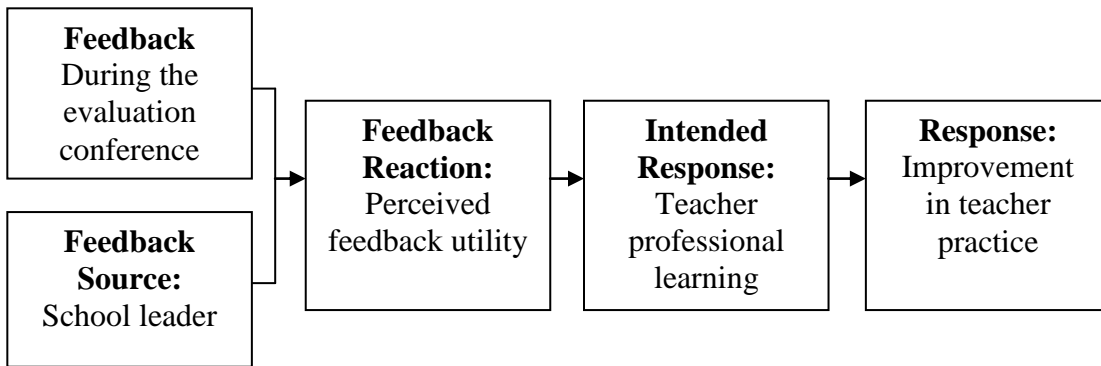 Feedback
During the
evaluation
conference
Feedback
Source:
School leader
Feedback
Reaction:
Perceived
feedback utility
Intended
Response:
Teacher
professional
learning
Response:
Improvement
in teacher
practice